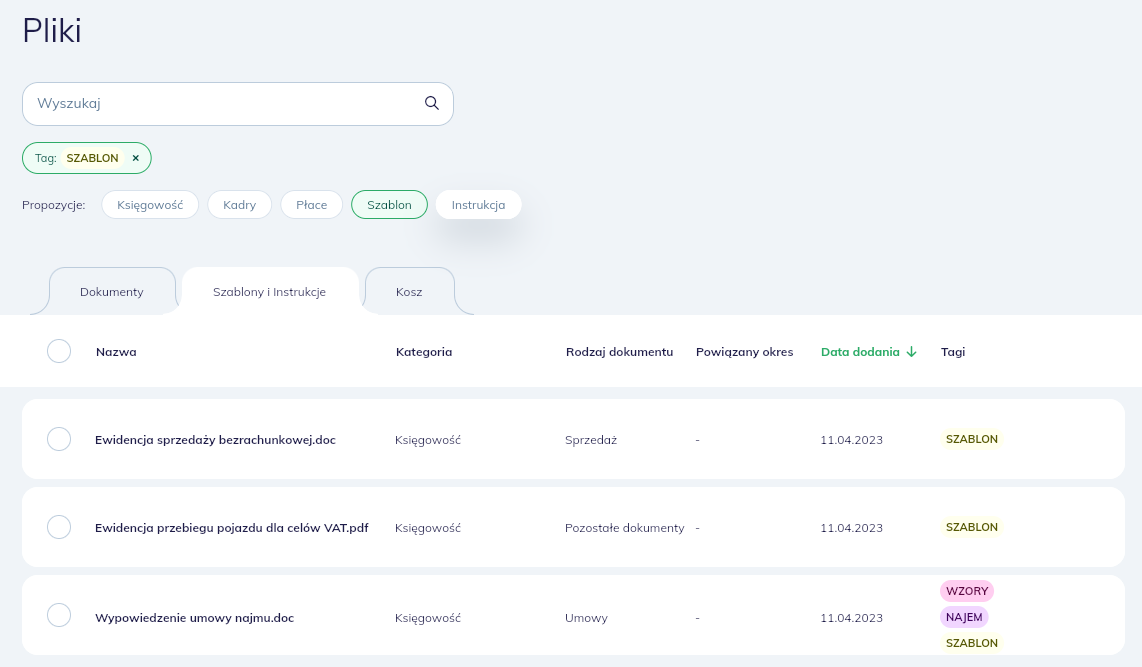 Pliki
Wyszukaj
Tag: SZABLON ×
Propozycje: Księgowość Kadry Płace Szablon Instrukcja
Dokumenty Szablony i Instrukcje Kosz
Nazwa Kategoria Rodzaj dokumentu Powiązany okres Data dodania ↓ Tagi
Ewidencja sprzedaży bezrachunkowej.doc Księgowość Sprzedaż - 11.04.2023 SZABLON
Ewidencja przebiegu pojazdu dla celów VAT.pdf Księgowość Pozostałe dokumenty - 11.04.2023 SZABLON
WZORY
Wypowiedzenie umowy najmu.doc Księgowość Umowy - 11.04.2023 NAJEM
SZABLON